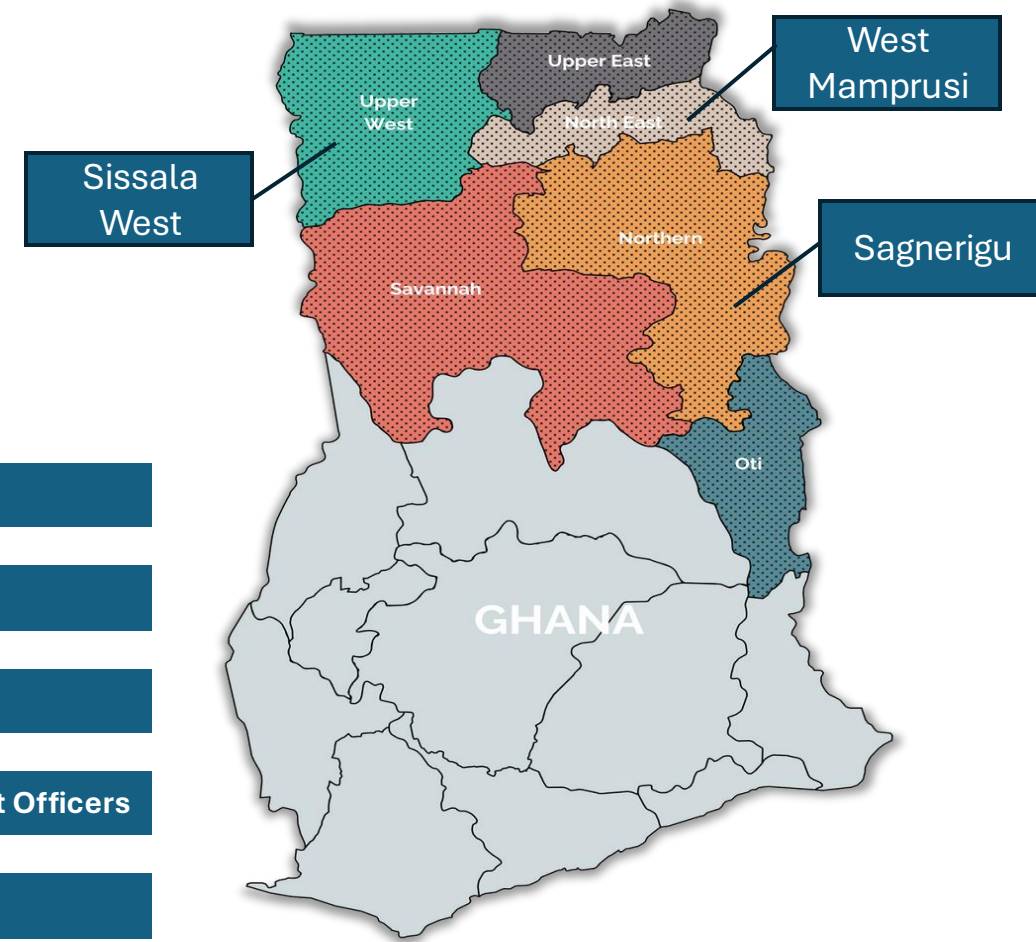 West
Mamprusi
Upper East
Upper
West
North East
Sissala
West
Northern
Sagnerigu
Savannah
Oti
GHANA
t Officers